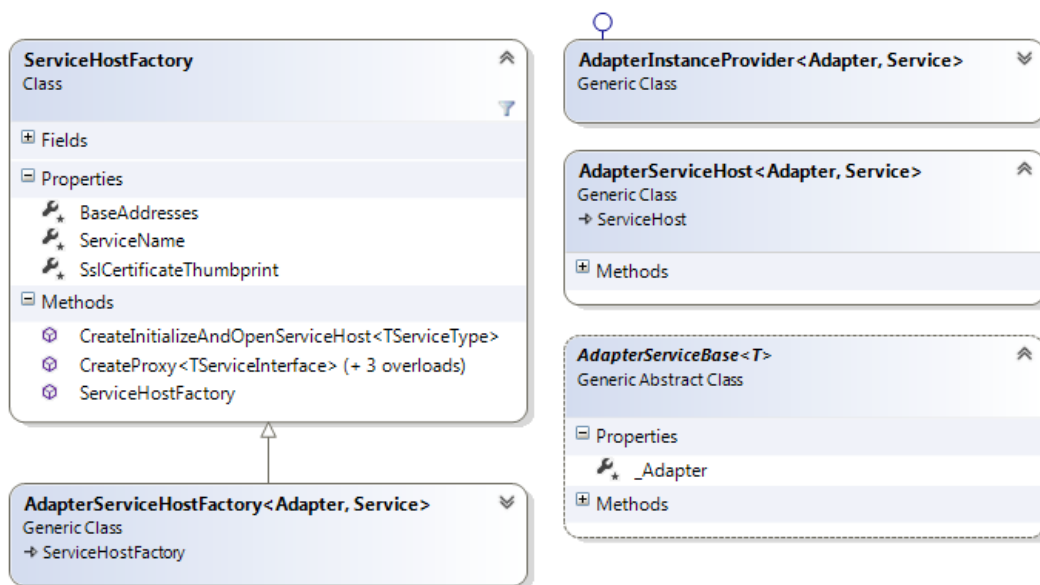 ServiceHostFactory
Class
Fields
Properties
BaseAddresses
ServiceName
SslCertificateThumbprint
Methods
CreateInitializeAndOpenServiceHost<TServiceType>
CreateProxy<TServiceInterface> (+ 3 overloads)
ServiceHostFactory
AdapterServiceHostFactory<Adapter, Service>
Generic Class
ServiceHostFactory
AdapterInstanceProvider<Adapter, Service>
Generic Class
AdapterServiceHost<Adapter, Service>
Generic Class
ServiceHost
Methods
AdapterServiceBase<T>
Generic Abstract Class
Properties
_Adapter
Methods